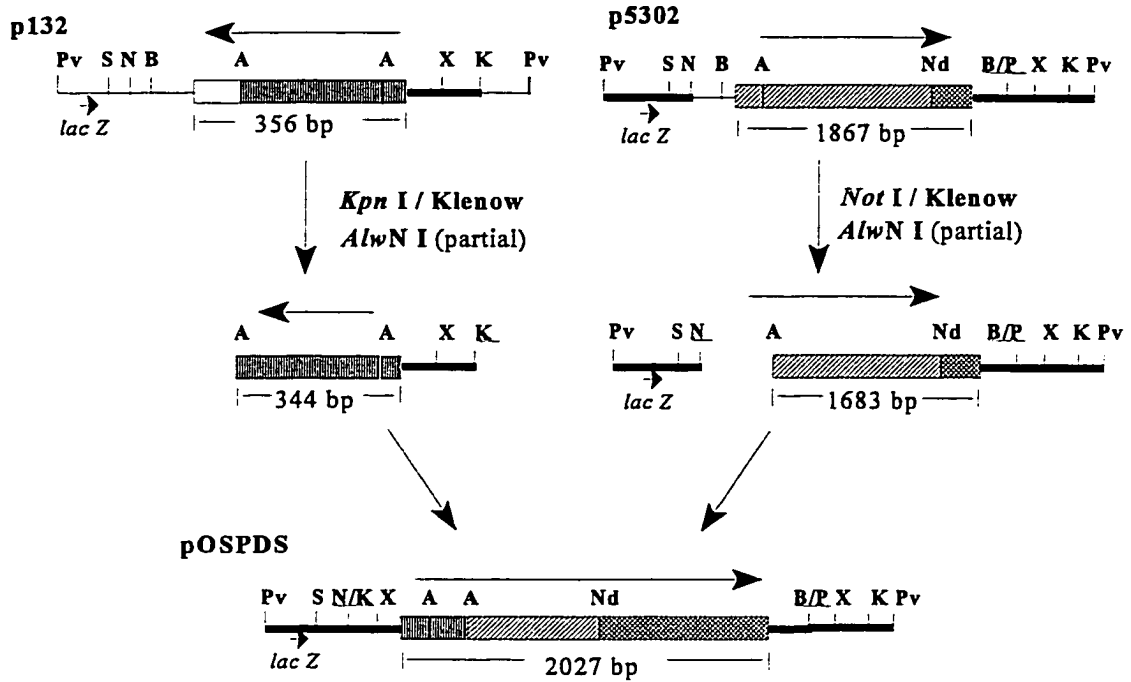 p132
p5302
Pv S N B A A X K Pv
Pv S N B A Nd B/P X K Pv
lac Z
356 bp
lac Z
1867 bp
Kpn I / Klenow
AlwN I (partial)
Not I / Klenow
AlwN I (partial)
A A X K
Pv S N A Nd B/P X K Pv
344 bp
lac Z
1683 bp
pOSPDS
Pv S N/K X A A Nd B/P X K Pv
lac Z
2027 bp